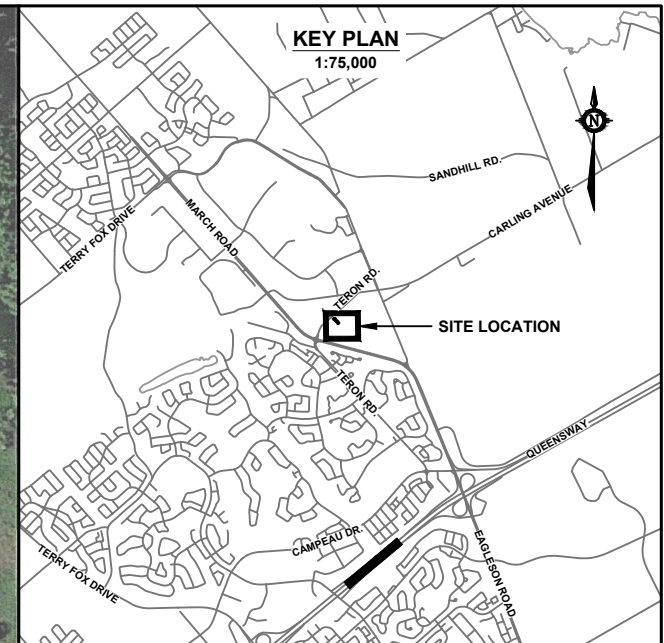 KEY PLAN
1:75,000
N
SANDHILL RD.
CARLING AVENUE
MARCH ROAD
TERRY FOX DRIVE
TERON RD.
SITE LOCATION
TERON RD.
QUEENSWAY
CAMPEAU DR.
EAGLESON ROAD
TERRY FOX DRIVE